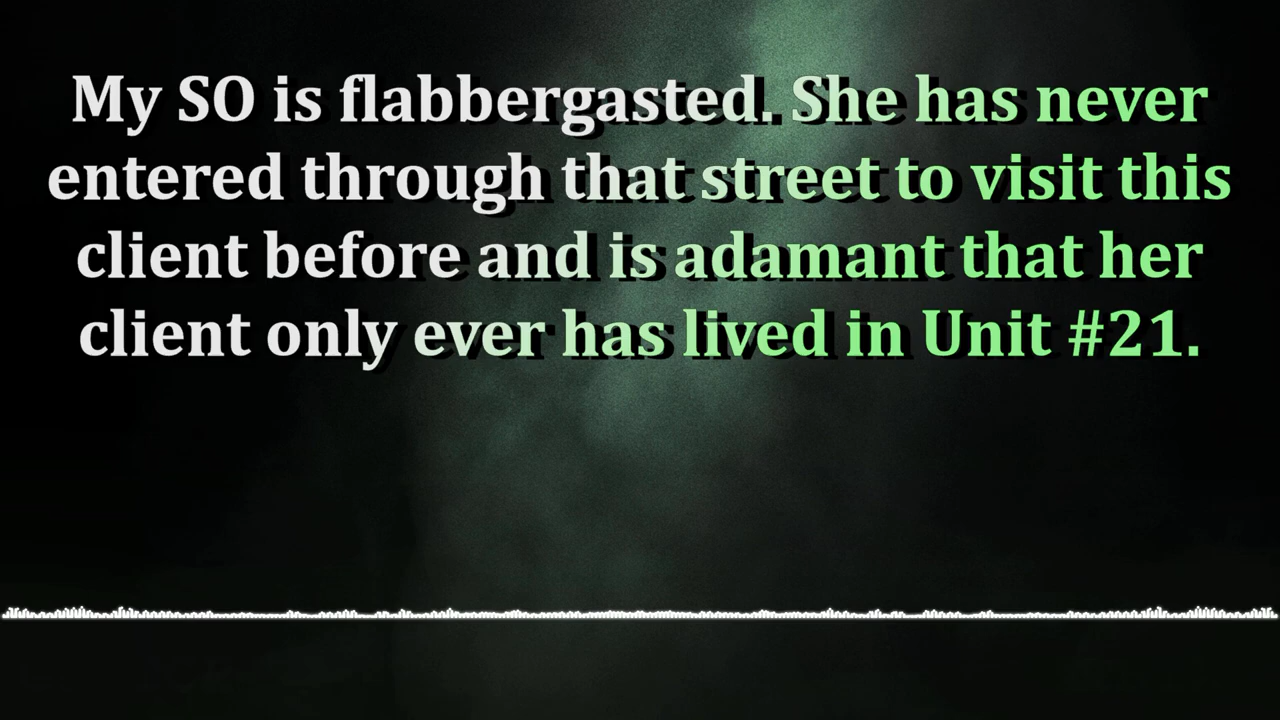 My SO is flabbergasted. She has never
entered through that street to visit this
client before and is adamant that her
client only ever has lived in Unit #21.